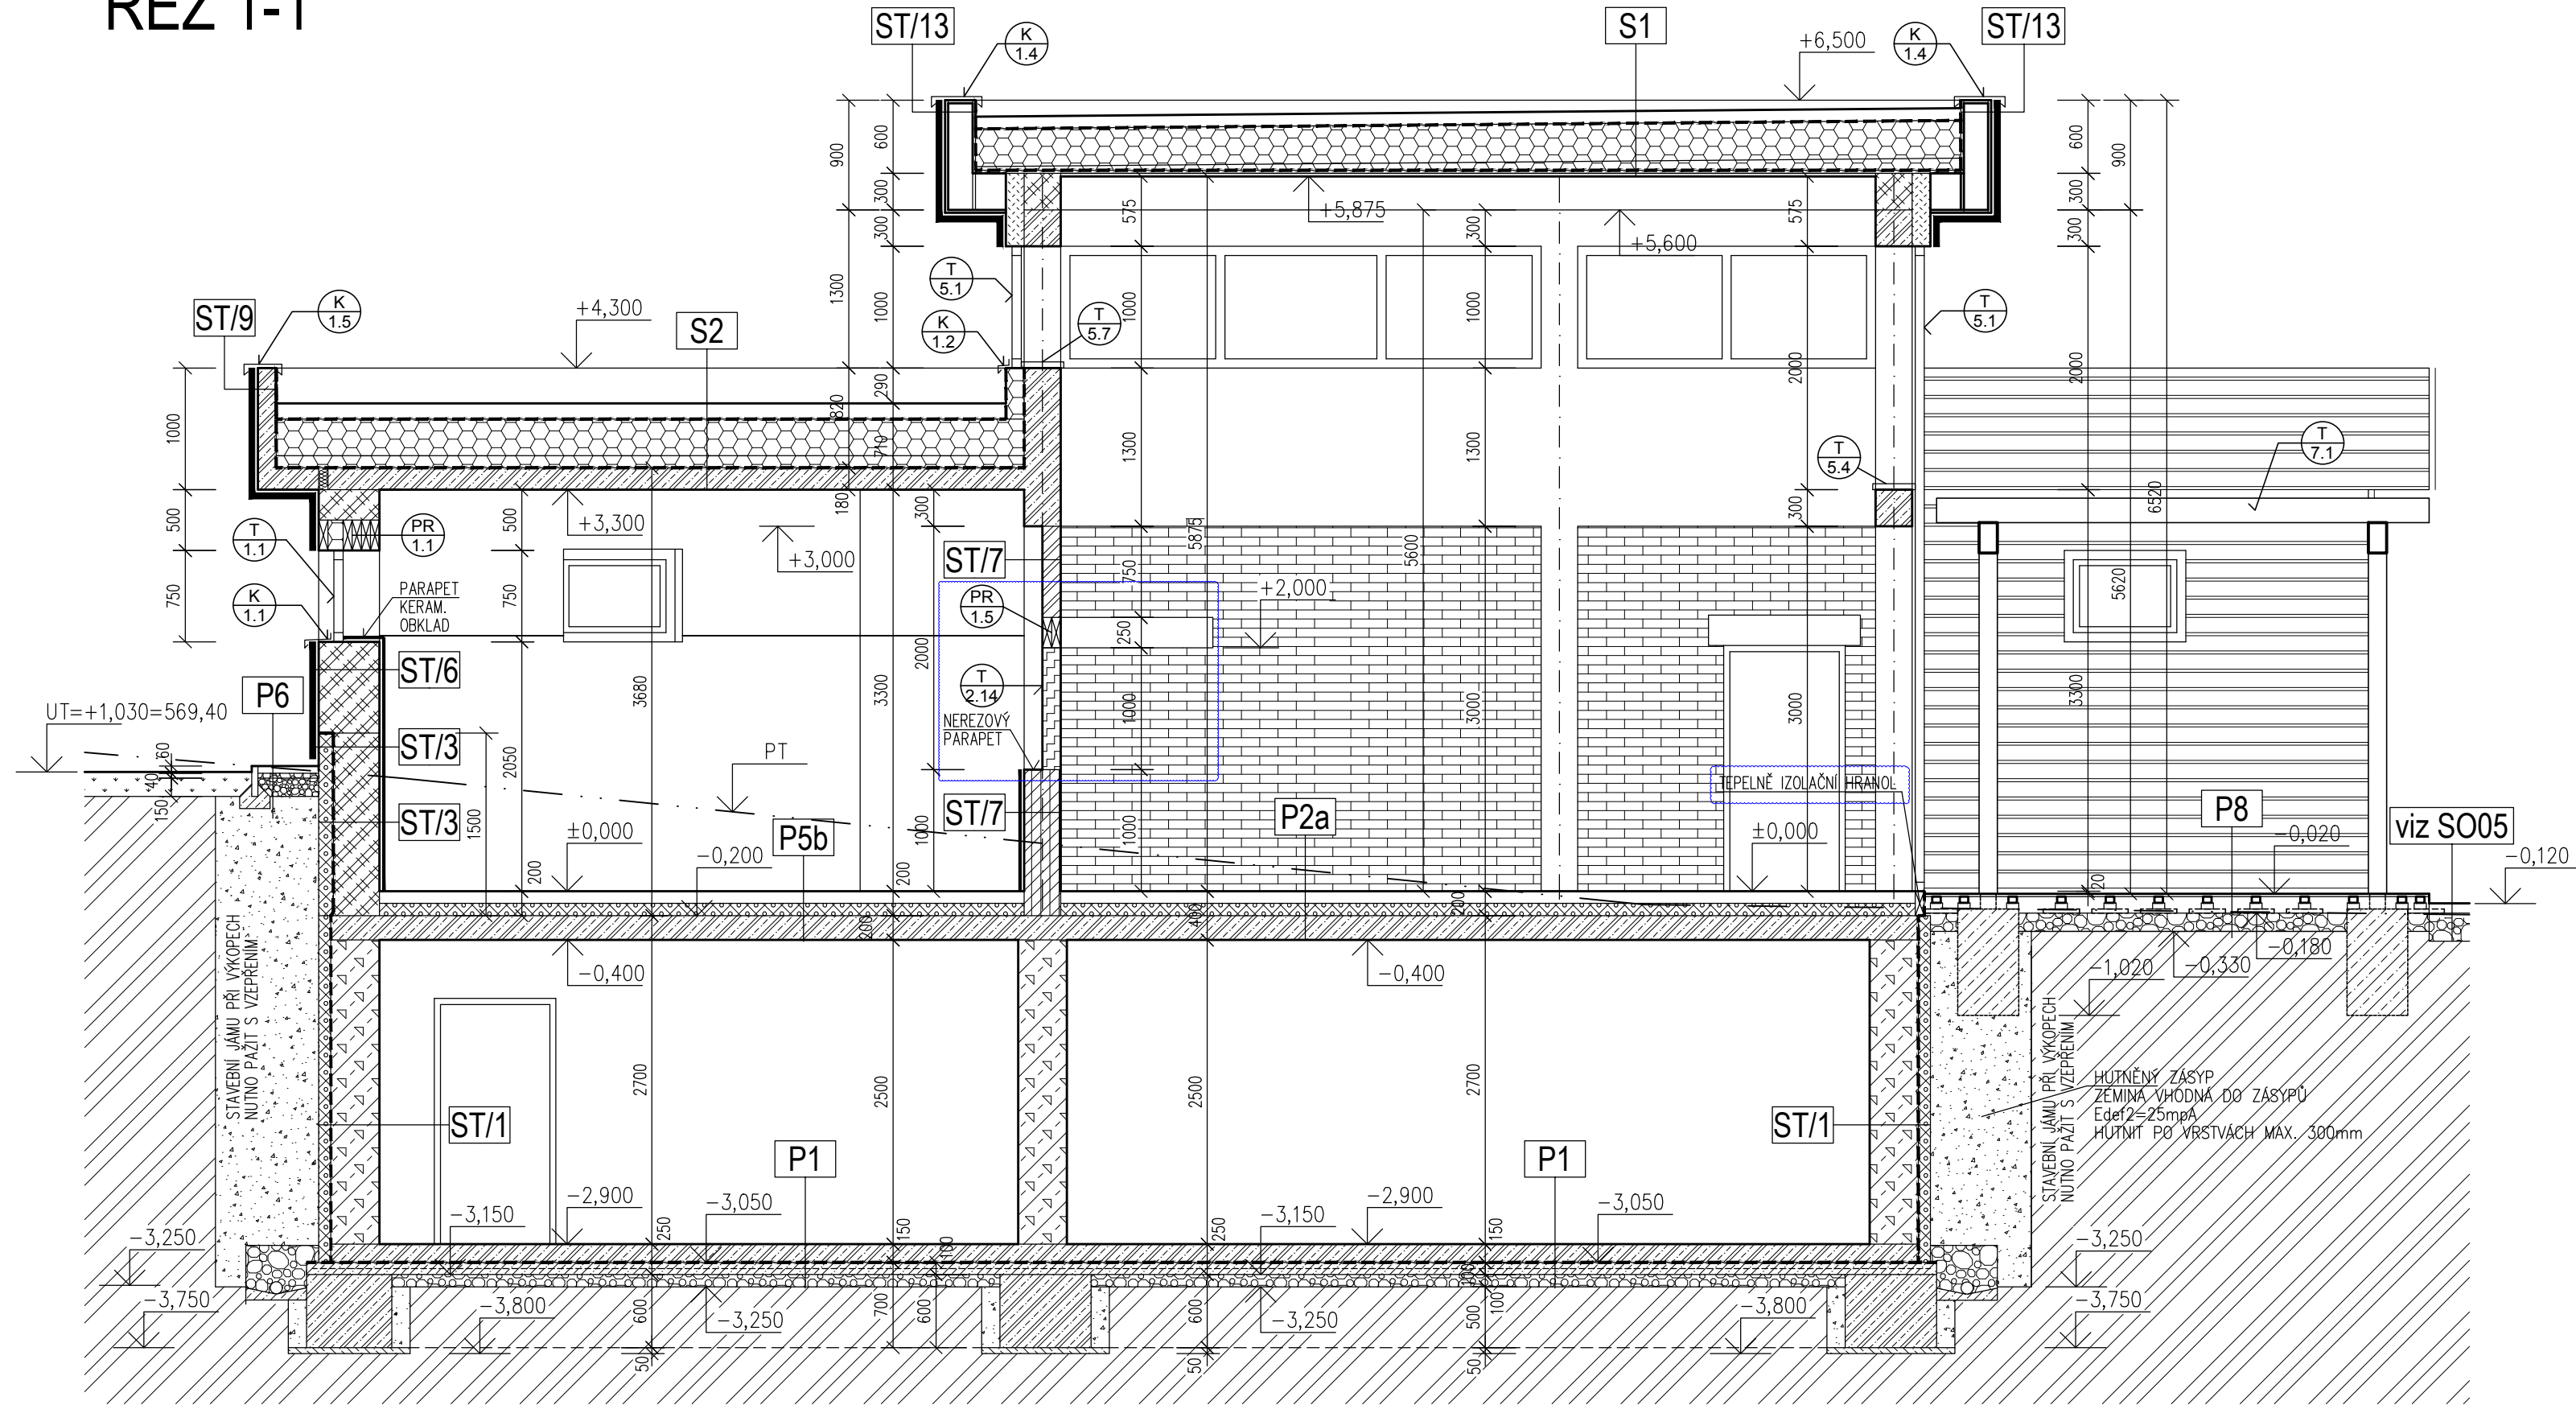 ŘEZ 1-1
ST/13
K
1.4
S1
+6,500
K
1.4
ST/13
900
600
300
300
1300
1000
575
+5,875
300
+5,600
575
600
300
300
900
T
5.1
K
1.2
T
5.7
1000
1000
T
5.1
ST/9
K
1.5
+4,300
S2
1000
290
820
710
1300
1300
2000
2000
T
5.4
T
7.1
6520
500
T
1.1
PR
1.1
500
+3,300
180
300
+3,000
ST/7
750
5875
5600
300
750
K
1.1
PARAPET
KERAM.
OBKLAD
750
PR
1.5
250
+2,000
5620
ST/6
P6
3680
3300
2000
T
2.14
NEREZOVÝ
PARAPET
1000
3000
3000
3300
UT=+1,030=569,40
ST/3
60
40
150
1500
2050
PT
TEPELNĚ IZOLAČNÍ HRANOL
ST/3
±0,000
-0,200
P5b
1000
ST/7
1000
P2a
±0,000
P8
-0,020
viz SO05
-0,120
200
200
200
400
200
20
-0,400
-0,400
-1,020
-0,330
-0,180
STAVEBNÍ JÁMU PŘI VÝKOPECH
NUTNO PAŽIT S VZEPŘENÍM
2700
2500
2500
2700
STAVEBNÍ JÁMU PŘI VÝKOPECH
NUTNO PAŽIT S VZEPŘENÍM
HUTNĚNÝ ZÁSYP
ZEMINA VHODNÁ DO ZÁSYPŮ
Edef2=25mpA
HUTNIT PO VRSTVÁCH MAX. 300mm
ST/1
P1
P1
ST/1
-3,150
-2,900
-3,050
-3,150
-2,900
-3,050
250
150
100
250
150
100
-3,250
-3,750
-3,800
600
-3,250
700
600
600
-3,250
500
100
-3,800
-3,250
-3,750
50
50
50